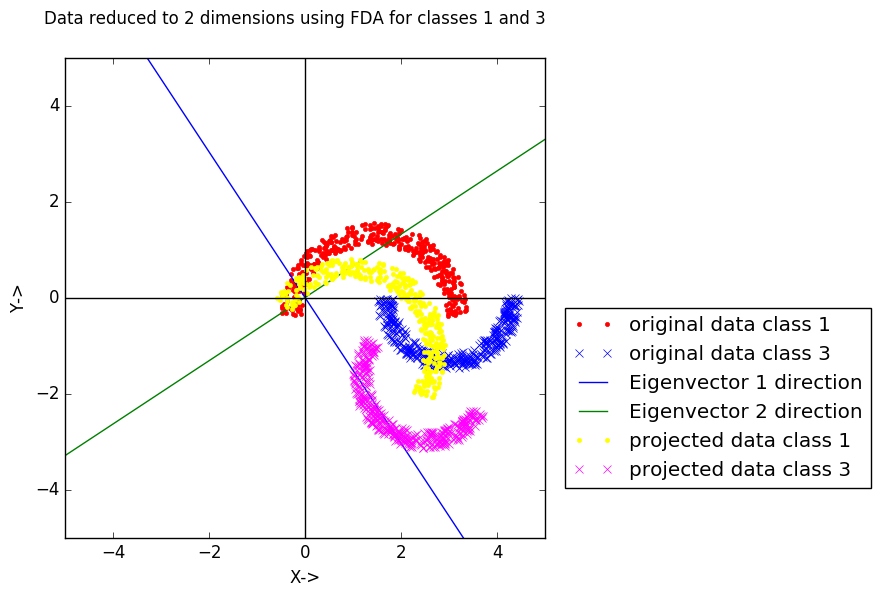 Data reduced to 2 dimensions using FDA for classes 1 and 3
4
2
0
−2
−4
Y->
−4 −2 0 2 4
X->
original data class 1
original data class 3
Eigenvector 1 direction
Eigenvector 2 direction
projected data class 1
projected data class 3